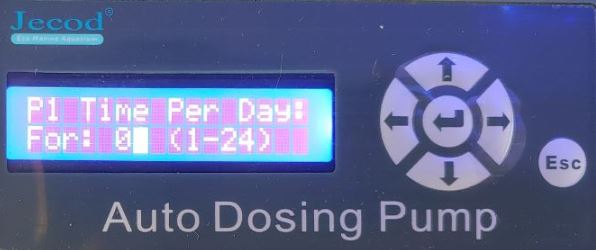 Jecod®
Eco Marine Aquarium
P1 Time Per Day:
For: 0 (1-24)
Esc
Auto Dosing Pump